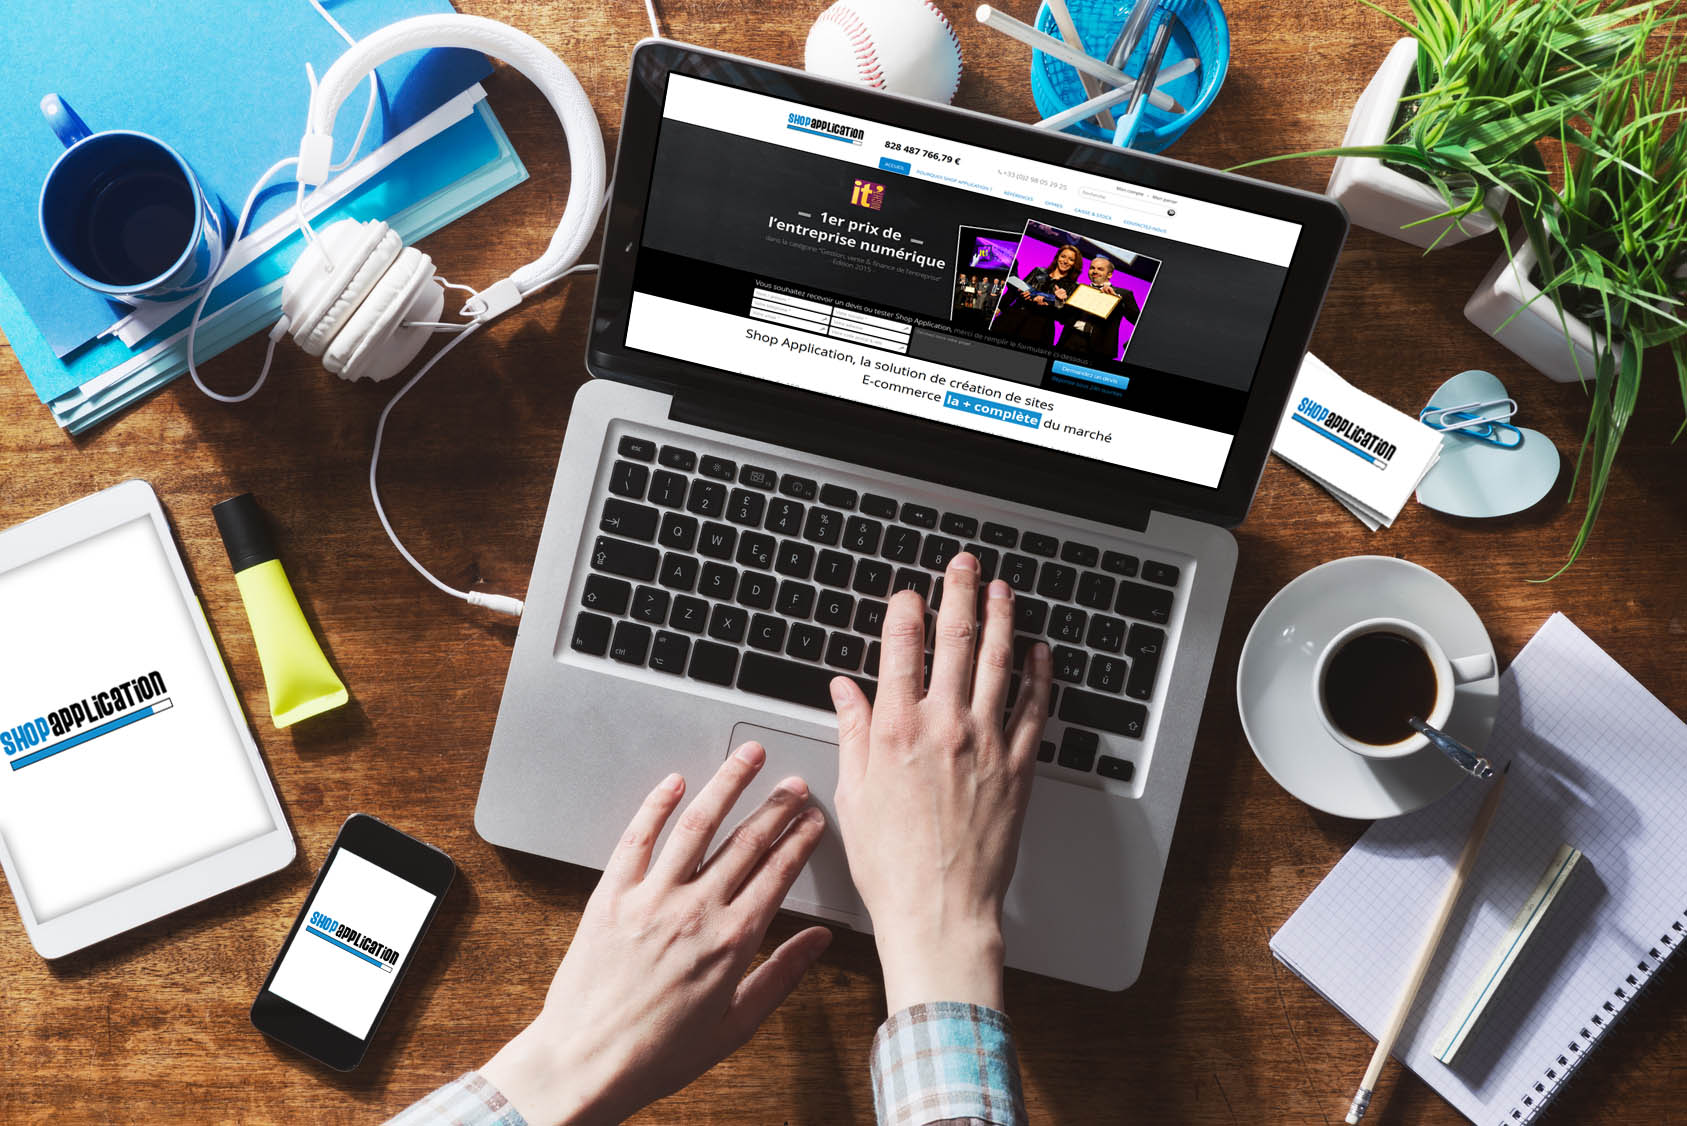 SHOPAPPLICATION
828 487 766,79 €
+33 (0)2 98 05 29 25
Mon compte - Mon panier
Recherche
ACCUEIL
POURQUOI SHOP APPLICATION ?
RÉFÉRENCES
OFFRES
CAISSE & STOCK
CONTACTEZ-NOUS
it
1er prix de
l'entreprise numérique
dans la catégorie "Gestion, vente & finance de l'entreprise"
Edition 2015
Vous souhaitez recevoir un devis ou tester Shop Application, merci de remplir le formulaire ci-dessous :
Demandez un devis
Shop Application, la solution de création de sites
E-commerce la + complète du marché
SHOPAPPLICATION
SHOPAPPLICATION
SHOPAPPLICATION
esc
Q W E R T Y U
A S D F G H
Z X C V B
fn ctrl